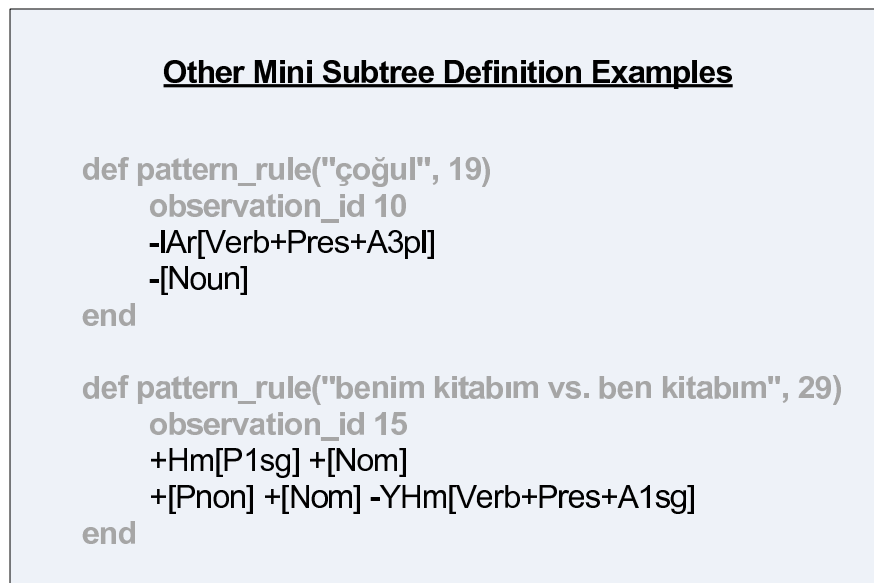 Other Mini Subtree Definition Examples
def pattern_rule("çoğul", 19)
observation_id 10
-lAr[Verb+Pres+A3pl]
-[Noun]
end
def pattern_rule("benim kitabım vs. ben kitabım", 29)
observation_id 15
+Hm[P1sg] +[Nom]
+[Pnon] +[Nom] -YHm[Verb+Pres+A1sg]
end